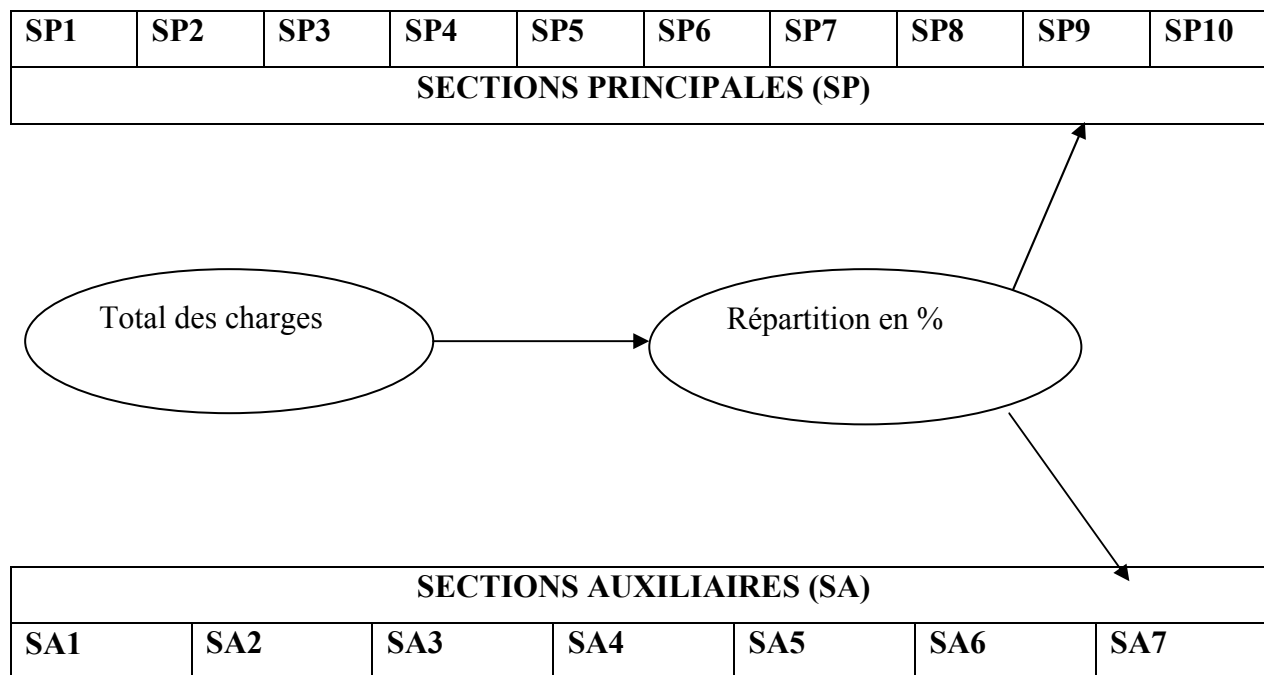 SP1 SP2 SP3 SP4 SP5 SP6 SP7 SP8 SP9 SP10
SECTIONS PRINCIPALES (SP)
Total des charges
Répartition en %
SECTIONS AUXILIAIRES (SA)
SA1 SA2 SA3 SA4 SA5 SA6 SA7